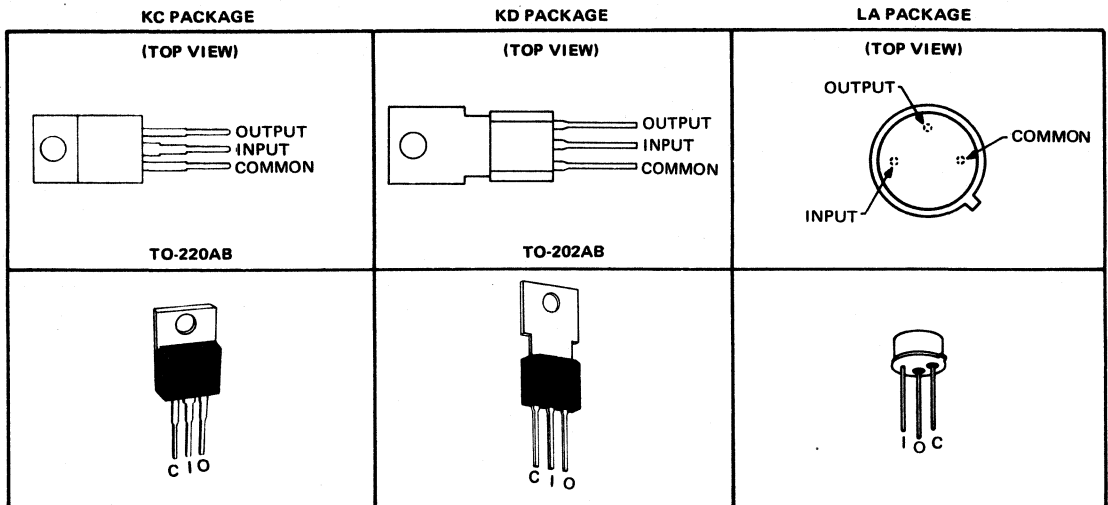 KC PACKAGE
(TOP VIEW)
OUTPUT
INPUT
COMMON
TO-220AB
C I O
KD PACKAGE
(TOP VIEW)
OUTPUT
INPUT
COMMON
TO-202AB
C I O
LA PACKAGE
(TOP VIEW)
OUTPUT
COMMON
INPUT
I O C